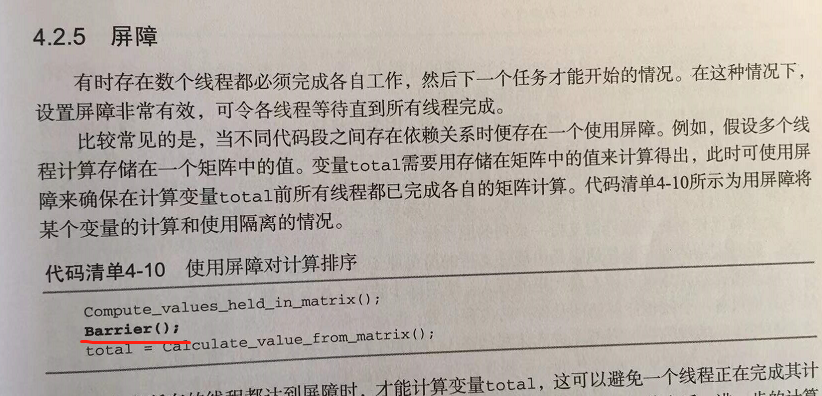 4.2.5 屏障
有时存在数个线程都必须完成各自工作，然后下一个任务才能开始的情况。在这种情况下，
设置屏障非常有效，可令各线程等待直到所有线程完成。
比较常见的是，当不同代码段之间存在依赖关系时便存在一个使用屏障。例如，假设多个线
程计算存储在一个矩阵中的值。变量total需要用存储在矩阵中的值来计算得出，此时可使用屏
障来确保在计算变量total前所有线程都已完成各自的矩阵计算。代码清单4-10所示为用屏障将
某个变量的计算和使用隔离的情况。
代码清单4-10 使用屏障对计算排序
Compute_values_held_in_matrix();
Barrier();
total = Calculate_value_from_matrix();
的线程都达到屏障时，才能计算变量total，这可以避免一个线程正在完成其计